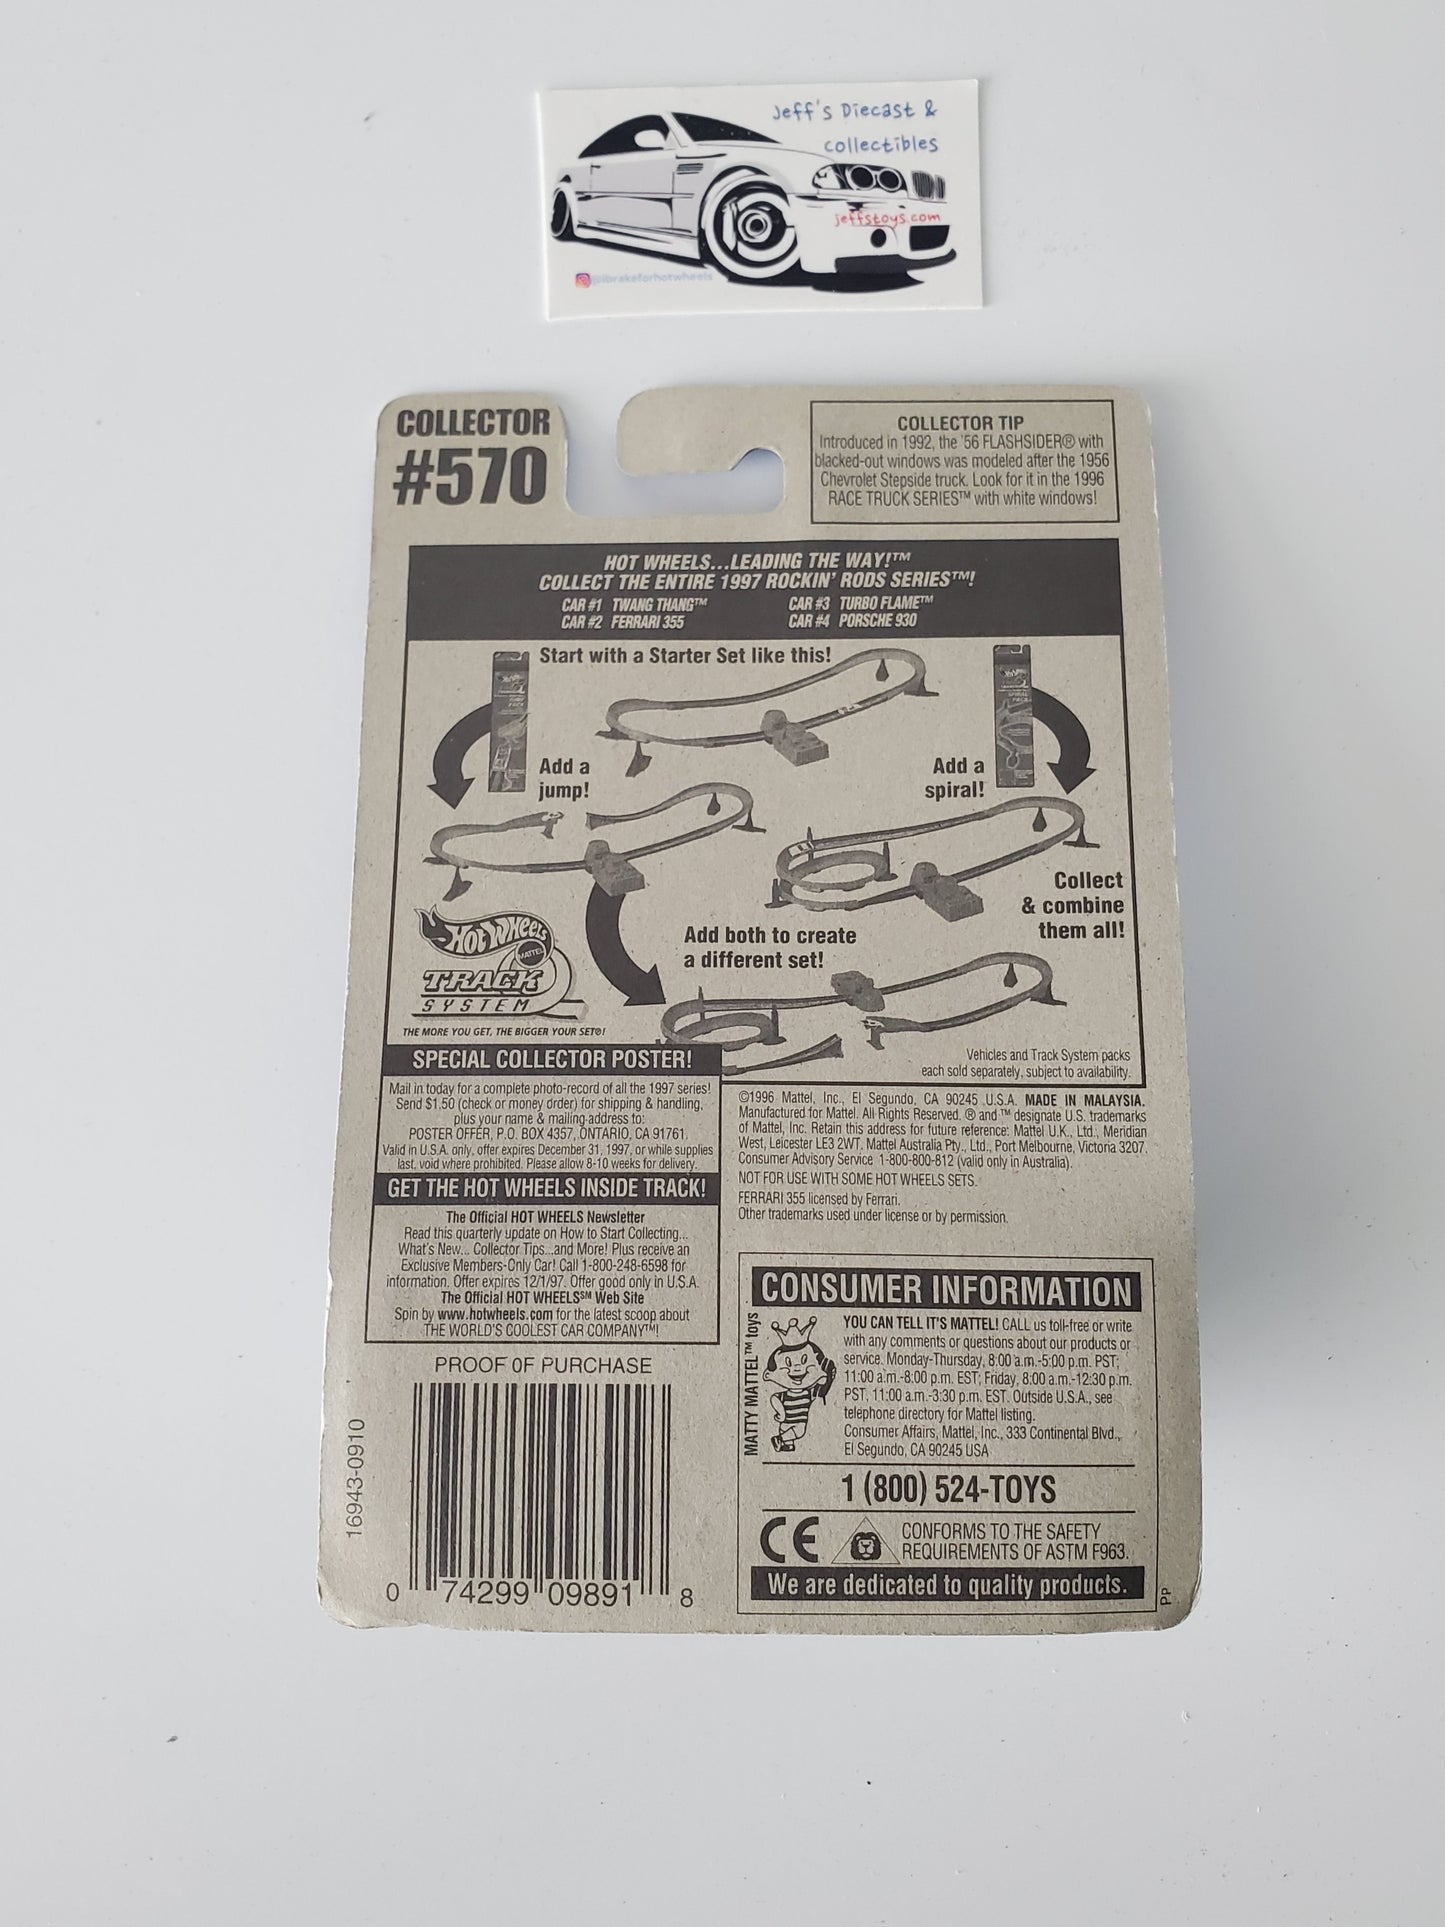 Jeff's Diecast &
collectibles
jeffstoys.com
@ibrakeforhotwheels
COLLECTOR
#570
COLLECTOR TIP
Introduced in 1992, the '56 FLASHSIDER® with
blacked-out windows was modeled after the 1956
Chevrolet Stepside truck. Look for it in the 1996
RACE TRUCK SERIES™ with white windows!
HOT WHEELS...LEADING THE WAY!™
COLLECT THE ENTIRE 1997 ROCKIN' RODS SERIES™!
CAR #1 TWANG THANG™
CAR #2 FERRARI 355
CAR #3 TURBO FLAME™
CAR #4 PORSCHE 930
Start with a Starter Set like this!
Add a
jump!
Add a
spiral!
Collect
& combine
them all!
Add both to create
a different set!
Hot Wheels
MATTEL
TRACK
SYSTEM
THE MORE YOU GET, THE BIGGER YOUR SET®!
Vehicles and Track System packs
each sold separately, subject to availability.
SPECIAL COLLECTOR POSTER!
Mail in today for a complete photo-record of all the 1997 series!
Send $1.50 (check or money order) for shipping & handling,
plus your name & mailing address to:
POSTER OFFER, P.O. BOX 4357, ONTARIO, CA 91761.
Valid in U.S.A. only, offer expires December 31, 1997, or while supplies
last, void where prohibited. Please allow 8-10 weeks for delivery.
GET THE HOT WHEELS INSIDE TRACK!
The Official HOT WHEELS Newsletter
Read this quarterly update on How to Start Collecting...
What's New... Collector Tips...and More! Plus receive an
Exclusive Members-Only Car! Call 1-800-248-6598 for
information. Offer expires 12/1/97. Offer good only in U.S.A.
The Official HOT WHEELS℠ Web Site
Spin by www.hotwheels.com for the latest scoop about
THE WORLD'S COOLEST CAR COMPANY™!
©1996 Mattel, Inc., El Segundo, CA 90245 U.S.A. MADE IN MALAYSIA.
Manufactured for Mattel. All Rights Reserved. ® and ™ designate U.S. trademarks
of Mattel, Inc. Retain this address for future reference: Mattel U.K., Ltd., Meridian
West, Leicester LE3 2WT. Mattel Australia Pty., Ltd., Port Melbourne, Victoria 3207.
Consumer Advisory Service 1-800-800-812 (valid only in Australia).
NOT FOR USE WITH SOME HOT WHEELS SETS.
FERRARI 355 licensed by Ferrari.
Other trademarks used under license or by permission.
PROOF OF PURCHASE
16943-0910
0 74299 09891 8
CONSUMER INFORMATION
MATTY MATTEL™ toys
YOU CAN TELL IT'S MATTEL! CALL us toll-free or write
with any comments or questions about our products or
service. Monday-Thursday, 8:00 a.m.-5:00 p.m. PST;
11:00 a.m.-8:00 p.m. EST; Friday, 8:00 a.m.-12:30 p.m.
PST, 11:00 a.m.-3:30 p.m. EST. Outside U.S.A., see
telephone directory for Mattel listing.
Consumer Affairs, Mattel, Inc., 333 Continental Blvd.,
El Segundo, CA 90245 USA
1 (800) 524-TOYS
CE
CONFORMS TO THE SAFETY
REQUIREMENTS OF ASTM F963.
We are dedicated to quality products.
PP